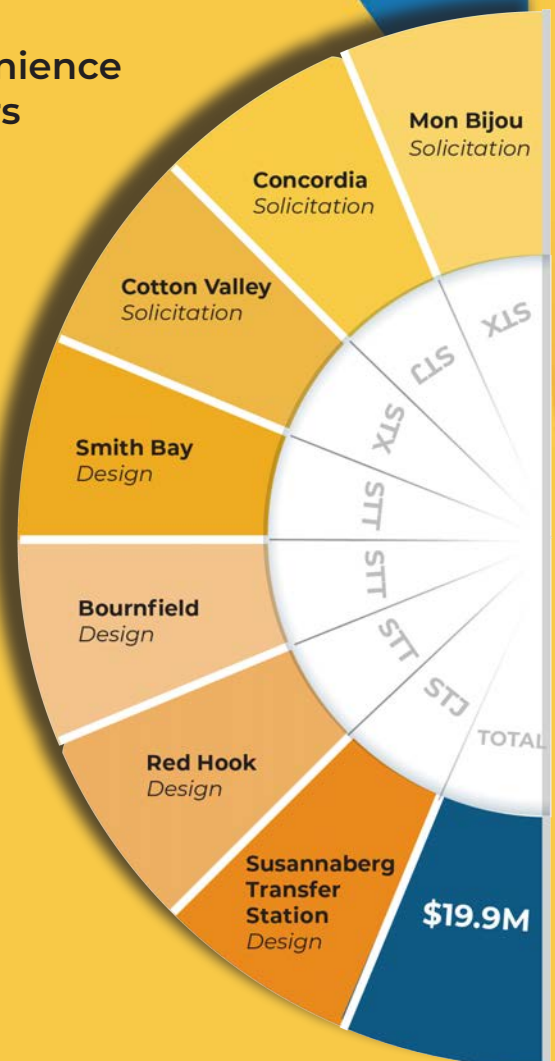 Mon Bijou
Solicitation
STX
Concordia
Solicitation
STJ
Cotton Valley
Solicitation
STX
Smith Bay
Design
STT
Bournfield
Design
STT
Red Hook
Design
STT
Susannaberg
Transfer
Station
Design
STJ
TOTAL
$19.9M